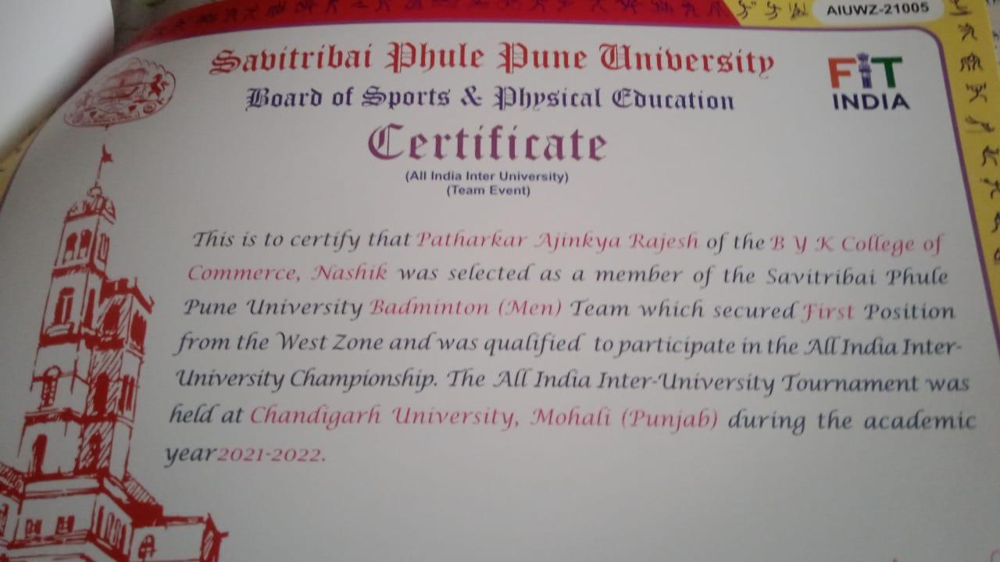 AIUWZ-21005
Savitribai Phule Pune University
FIT
INDIA
Board of Sports & Physical Education
Certificate
(All India Inter University)
(Team Event)
This is to certify that Patharkar Ajinkya Rajesh of the B Y K College of
Commerce, Nashik was selected as a member of the Savitribai Phule
Pune University Badminton (Men) Team which secured First Position
from the West Zone and was qualified to participate in the All India Inter-
University Championship. The All India Inter-University Tournament was
held at Chandigarh University, Mohali (Punjab) during the academic
year2021-2022.